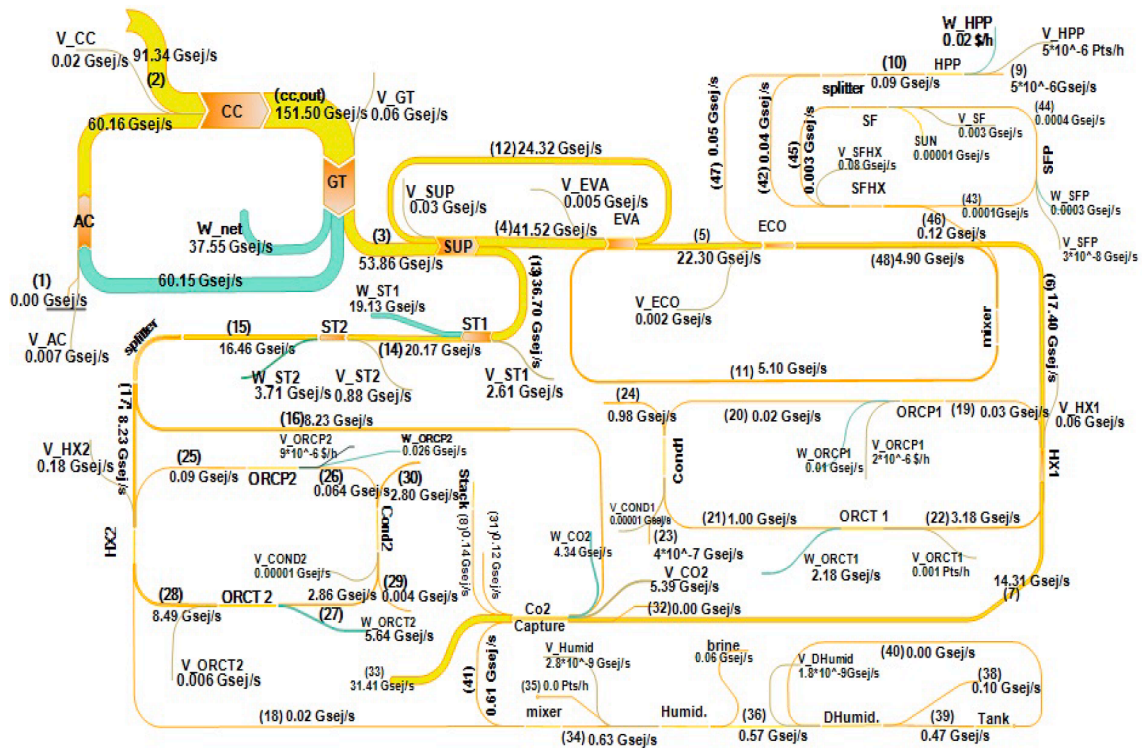 V_CC
0.02 Gsej/s
91.34 Gsej/s
(2)
CC
(cc,out)
151.50 Gsej/s
60.16 Gsej/s
V_GT
0.06 Gsej/s
GT
AC
W_net
37.55 Gsej/s
60.15 Gsej/s
(1)
0.00 Gsej/s
V_AC
0.007 Gsej/s
(3)
53.86 Gsej/s
V_SUP
0.03 Gsej/s
SUP
(12) 24.32 Gsej/s
V_EVA
0.005 Gsej/s
EVA
(4) 41.52 Gsej/s
(5)
22.30 Gsej/s
ECO
V_ECO
0.002 Gsej/s
(13) 36.70 Gsej/s
W_ST1
19.13 Gsej/s
ST1
V_ST1
2.61 Gsej/s
(14) 20.17 Gsej/s
ST2
W_ST2
3.71 Gsej/s
V_ST2
0.88 Gsej/s
(15)
16.46 Gsej/s
splitter
(16) 8.23 Gsej/s
(17) 8.23 Gsej/s
W_HPP
0.02 $/h
V_HPP
5*10^-6 Pts/h
(10)
HPP
0.09 Gsej/s
(9)
5*10^-6Gsej/s
splitter
(47) 0.05 Gsej/s
(42) 0.04 Gsej/s
(45)
0.003 Gsej/s
SF
V_SF
0.003 Gsej/s
SUN
0.00001 Gsej/s
(44)
0.0004 Gsej/s
SFP
V_SFHX
0.08 Gsej/s
SFHX
(43)
0.0001Gsej/s
W_SFP
0.0003 Gsej/s
V_SFP
3*10^-8 Gsej/s
(46)
0.12 Gsej/s
(48) 4.90 Gsej/s
mixer
(6) 17.40 Gsej/s
(11) 5.10 Gsej/s
V_HX1
0.06 Gsej/s
HX1
(24)
0.98 Gsej/s
(20) 0.02 Gsej/s
ORCP1
(19)
0.03 Gsej/s
W_ORCP1
0.01 Gsej/s
V_ORCP1
2*10^-6 $/h
Cond1
V_COND1
0.00001 Gsej/s
(21) 1.00 Gsej/s
ORCT 1
(22) 3.18 Gsej/s
(23)
4*10^-7 Gsej/s
W_ORCT1
2.18 Gsej/s
V_ORCT1
0.001 Pts/h
14.31 Gsej/s
(7)
V_HX2
0.18 Gsej/s
HX2
(25)
0.09 Gsej/s
V_ORCP2
9*10^-6 $/h
W_ORCP2
0.026 Gsej/s
ORCP2
(26)
0.064 Gsej/s
(30)
2.80 Gsej/s
Cond2
V_COND2
0.00001 Gsej/s
(28)
8.49 Gsej/s
ORCT 2
2.86 Gsej/s
(29)
0.004 Gsej/s
(27)
W_ORCT2
5.64 Gsej/s
V_ORCT2
0.006 Gsej/s
Stack (8) 0.14 Gsej/s
(31) 0.12 Gsej/s
W_CO2
4.34 Gsej/s
V_CO2
5.39 Gsej/s
(32) 0.00 Gsej/s
Co2
Capture
(33)
31.41 Gsej/s
(41)
0.61 Gsej/s
V_Humid
2.8*10^-9 Gsej/s
(35) 0.0 Pts/h
(18) 0.02 Gsej/s
mixer
(34)
0.63 Gsej/s
Humid.
brine
0.06 Gsej/s
(36)
0.57 Gsej/s
V_DHumid
1.8*10^-9Gsej/s
DHumid.
(40) 0.00 Gsej/s
(38)
0.10 Gsej/s
(39)
0.47 Gsej/s
Tank